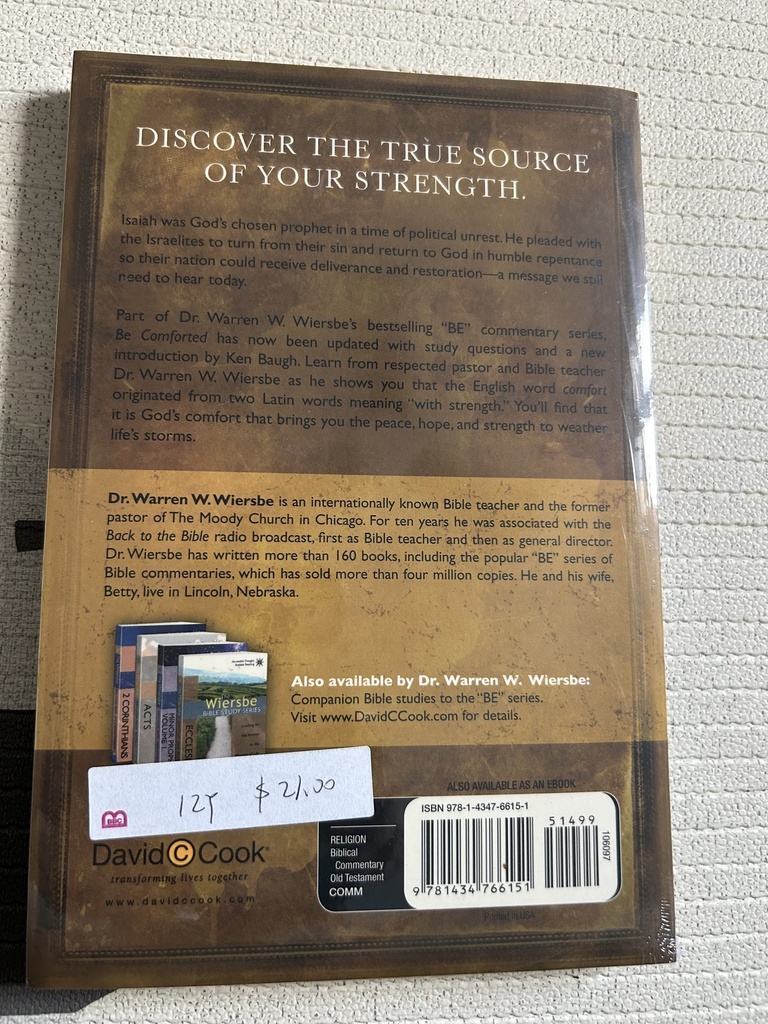 DISCOVER THE TRUE SOURCE
OF YOUR STRENGTH.
Isaiah was God's chosen prophet in a time of political unrest. He pleaded with
the Israelites to turn from their sin and return to God in humble repentance
so their nation could receive deliverance and restoration—a message we still
need to hear today.
Part of Dr. Warren W. Wiersbe's bestselling "BE" commentary series,
Be Comforted has now been updated with study questions and a new
introduction by Ken Baugh. Learn from respected pastor and Bible teacher
Dr. Warren W. Wiersbe as he shows you that the English word comfort
originated from two Latin words meaning "with strength." You'll find that
it is God's comfort that brings you the peace, hope, and strength to weather
life's storms.
Dr. Warren W. Wiersbe is an internationally known Bible teacher and the former
pastor of The Moody Church in Chicago. For ten years he was associated with the
Back to the Bible radio broadcast, first as Bible teacher and then as general director.
Dr. Wiersbe has written more than 160 books, including the popular "BE" series of
Bible commentaries, which has sold more than four million copies. He and his wife,
Betty, live in Lincoln, Nebraska.
2 CORINTHIANS
ACTS
MINOR PROP
VOLUME 1
ECCLES
Wiersbe
BIBLE STUDY SERIES
Also available by Dr. Warren W. Wiersbe:
Companion Bible studies to the "BE" series.
Visit www.DavidCCook.com for details.
BBC
$21.00
David C Cook
transforming lives together
www.davidccook.com
ALSO AVAILABLE AS AN EBOOK
RELIGION
Biblical
Commentary
Old Testament
COMM
ISBN 978-1-4347-6615-1
51499
9 781434 766151
106097
Printed in USA